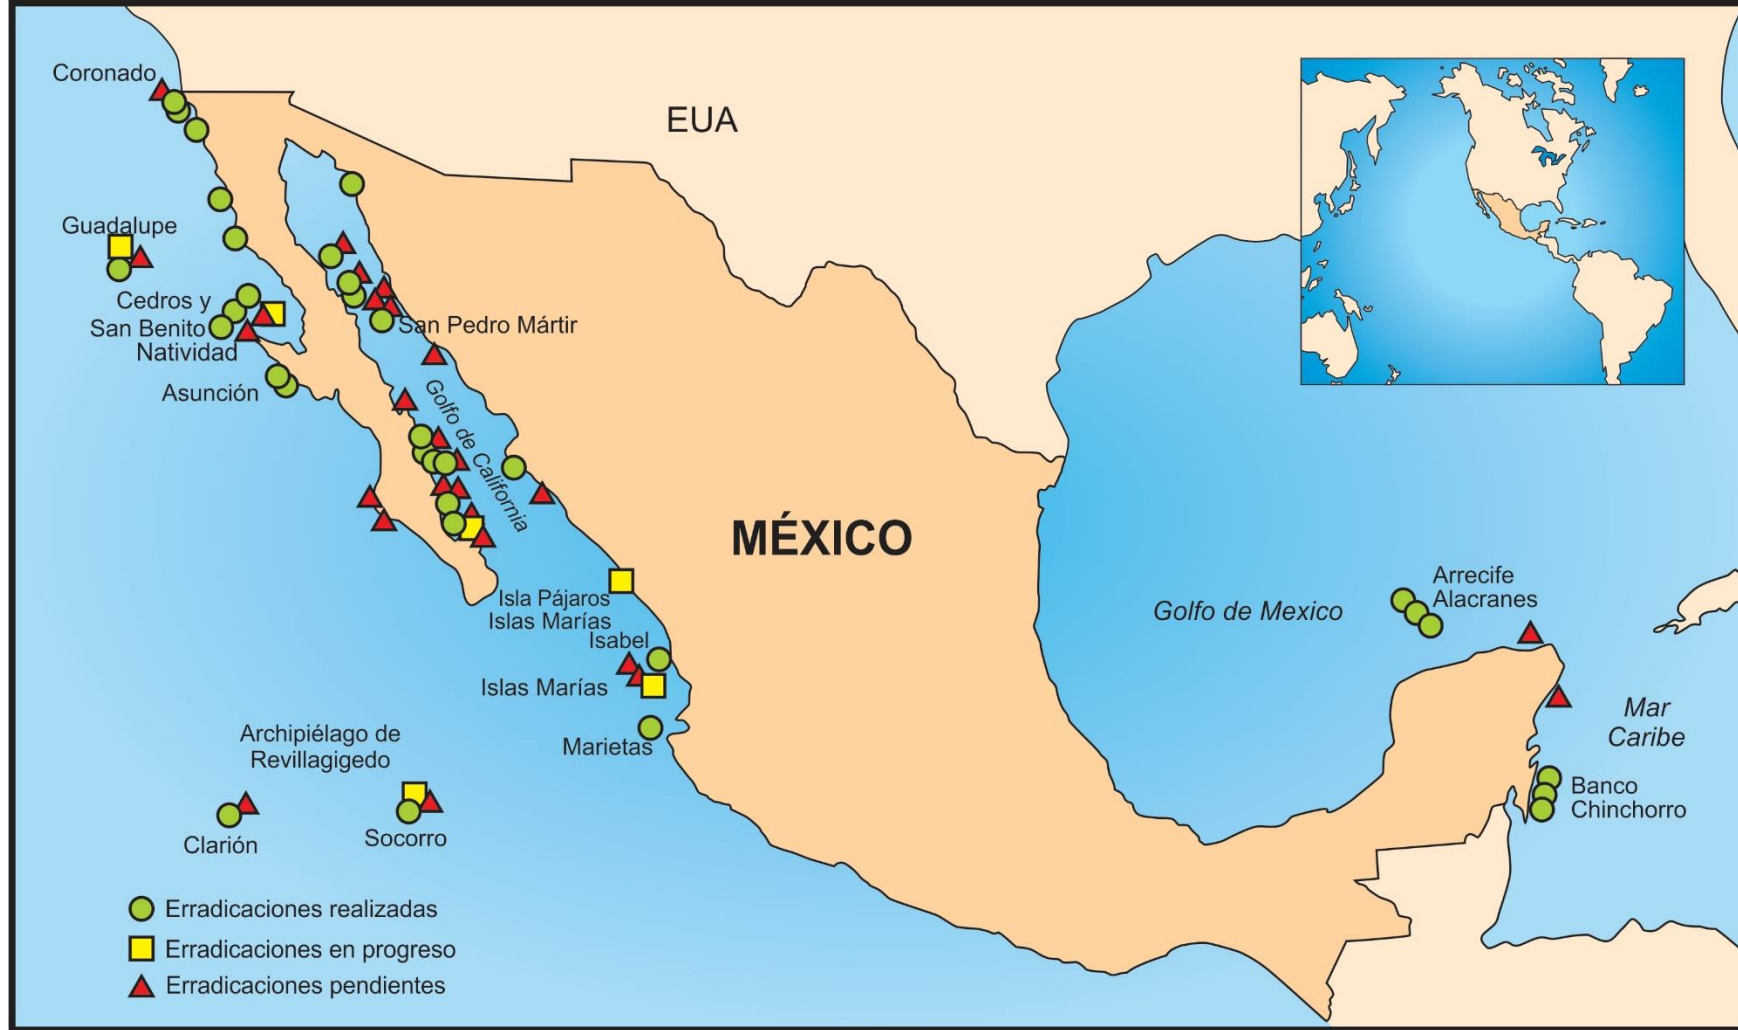 Coronado
EUA
Guadalupe
Cedros y
San Benito
Natividad
San Pedro Mártir
Asunción
Golfo de California
MÉXICO
Isla Pájaros
Islas Marías
Isabel
Islas Marías
Marietas
Archipiélago de
Revillagigedo
Clarión
Socorro
Golfo de Mexico
Arrecife
Alacranes
Mar
Caribe
Banco
Chinchorro
Erradicaciones realizadas
Erradicaciones en progreso
Erradicaciones pendientes